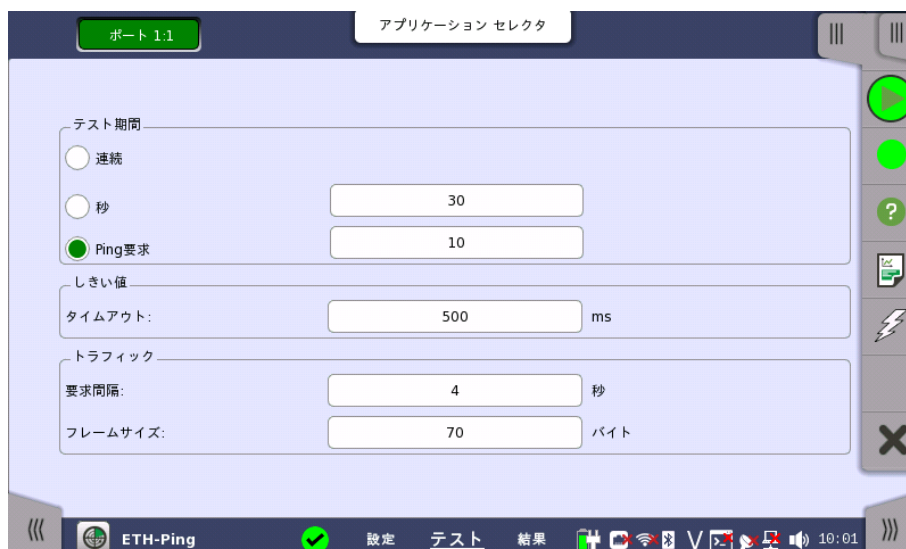 ポート 1:1
アプリケーション セレクタ
テスト期間
連続
秒 30
Ping要求 10
しきい値
タイムアウト: 500 ms
トラフィック
要求間隔: 4 秒
フレームサイズ: 70 バイト
ETH-Ping 設定 テスト 結果 10:01